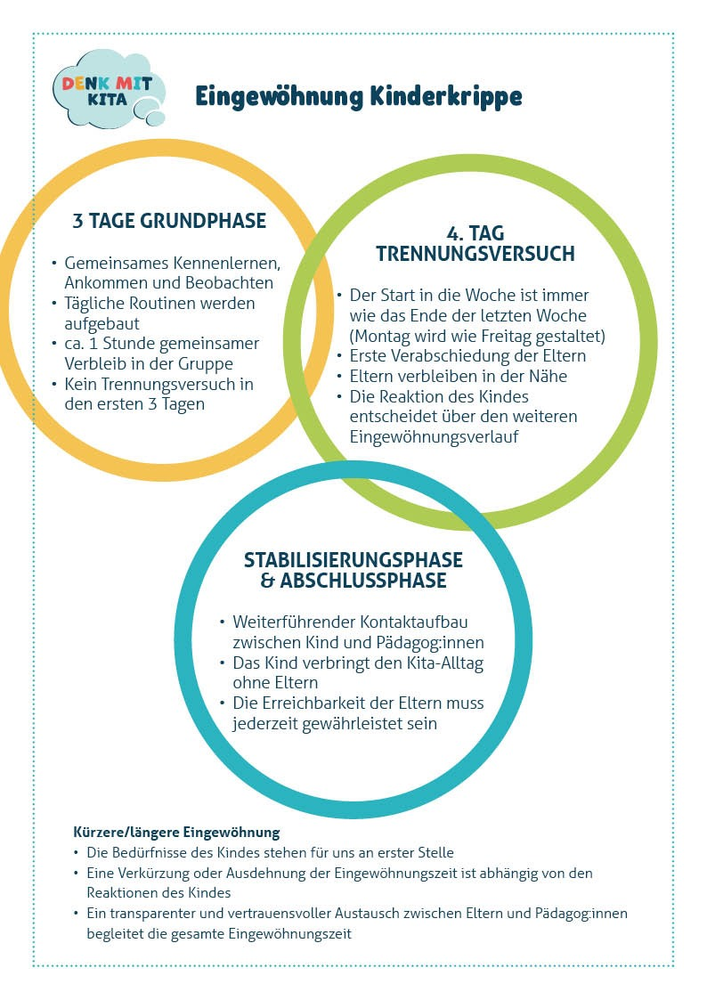 DENK MIT
KITA
Eingewöhnung Kinderkrippe
3 TAGE GRUNDPHASE
• Gemeinsames Kennenlernen,
Ankommen und Beobachten
• Tägliche Routinen werden
aufgebaut
• ca. 1 Stunde gemeinsamer
Verbleib in der Gruppe
• Kein Trennungsversuch in
den ersten 3 Tagen
4. TAG
TRENNUNGSVERSUCH
• Der Start in die Woche ist immer
wie das Ende der letzten Woche
(Montag wird wie Freitag gestaltet)
• Erste Verabschiedung der Eltern
• Eltern verbleiben in der Nähe
• Die Reaktion des Kindes
entscheidet über den weiteren
Eingewöhnungsverlauf
STABILISIERUNGSPHASE
& ABSCHLUSSPHASE
• Weiterführender Kontaktaufbau
zwischen Kind und Pädagog:innen
• Das Kind verbringt den Kita-Alltag
ohne Eltern
• Die Erreichbarkeit der Eltern muss
jederzeit gewährleistet sein
Kürzere/längere Eingewöhnung
• Die Bedürfnisse des Kindes stehen für uns an erster Stelle
• Eine Verkürzung oder Ausdehnung der Eingewöhnungszeit ist abhängig von den
Reaktionen des Kindes
• Ein transparenter und vertrauensvoller Austausch zwischen Eltern und Pädagog:innen
begleitet die gesamte Eingewöhnungszeit